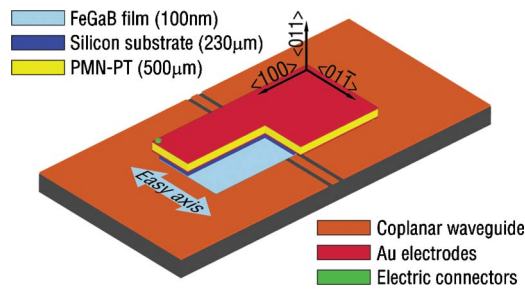 FeGaB film (100nm)
Silicon substrate (230μm)
PMN-PT (500μm)
<011>
<100>
<011̅>
Easy axis
Coplanar waveguide
Au electrodes
Electric connectors